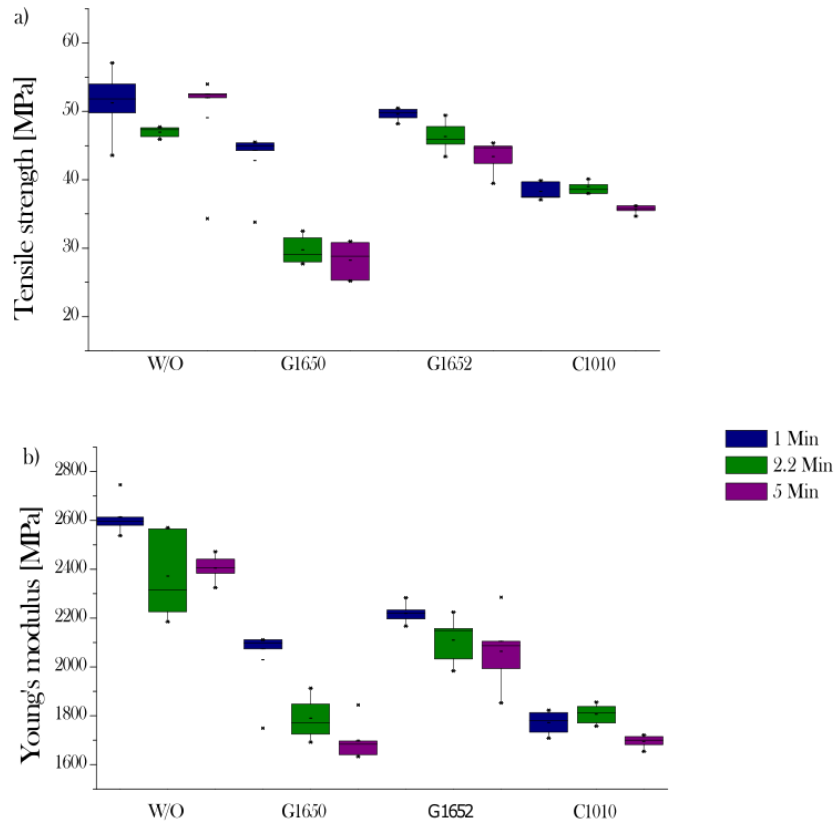 a)
Tensile strength [MPa]
60
50
40
30
20
W/O G1650 G1652 C1010
b)
Young's modulus [MPa]
2800
2600
2400
2200
2000
1800
1600
W/O G1650 G1652 C1010
1 Min
2.2 Min
5 Min